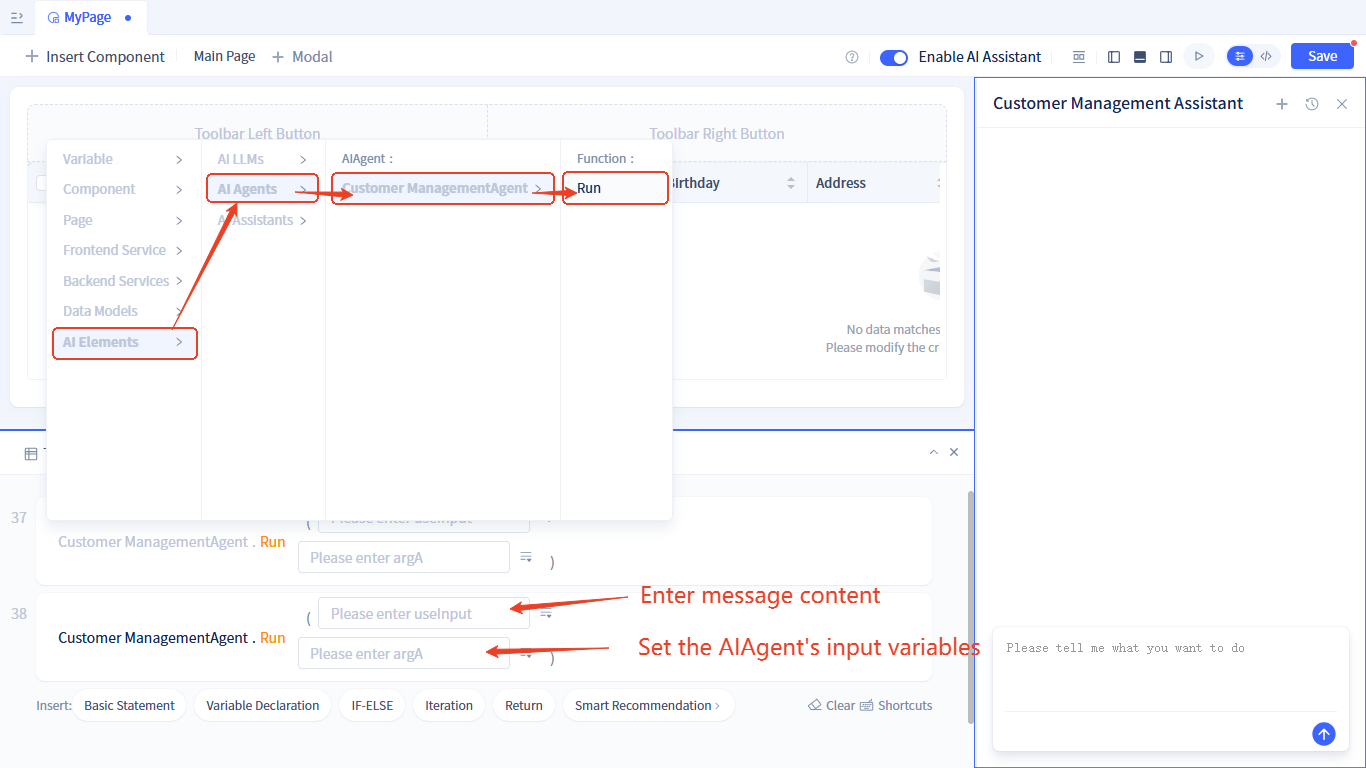 MyPage
Insert Component
Main Page
Modal
Enable AI Assistant
Save
Customer Management Assistant
Toolbar Left Button
Toolbar Right Button
Variable
Component
Page
Frontend Service
Backend Services
Data Models
AI Elements
AI LLMs
AI Agents
AI Assistants
AIAgent :
Customer ManagementAgent
Function :
Run
Birthday
Address
No data matches
Please modify the cr
37
( Please enter useInput
Customer ManagementAgent . Run
Please enter argA )
38
( Please enter useInput
Customer ManagementAgent . Run
Please enter argA )
Enter message content
Set the AIAgent's input variables
Please tell me what you want to do
Insert: Basic Statement Variable Declaration IF-ELSE Iteration Return Smart Recommendation Clear Shortcuts